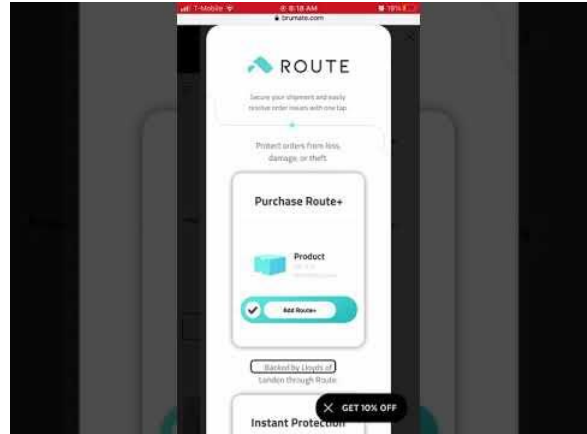 T-Mobile 8:18 AM 19%
brumate.com
ROUTE
Secure your shipment and easily
resolve order issues with one tap
Protect orders from loss,
damage, or theft.
Purchase Route+
Product
Add Route+
Backed by Lloyd's of
London through Route
GET 10% OFF
Instant Protection